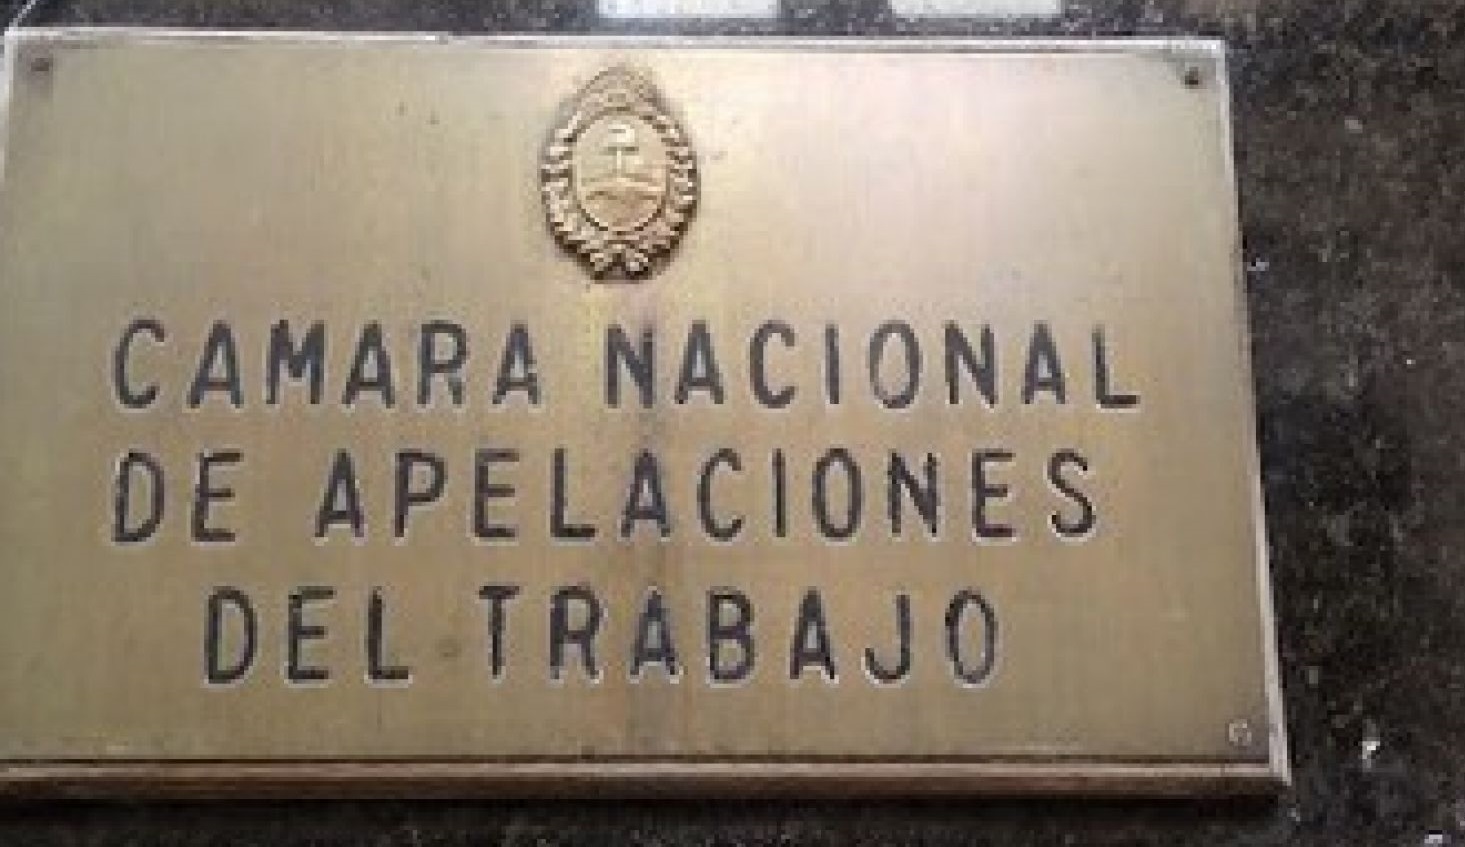 CAMARA NACIONAL
DE APELACIONES
DEL TRABAJO